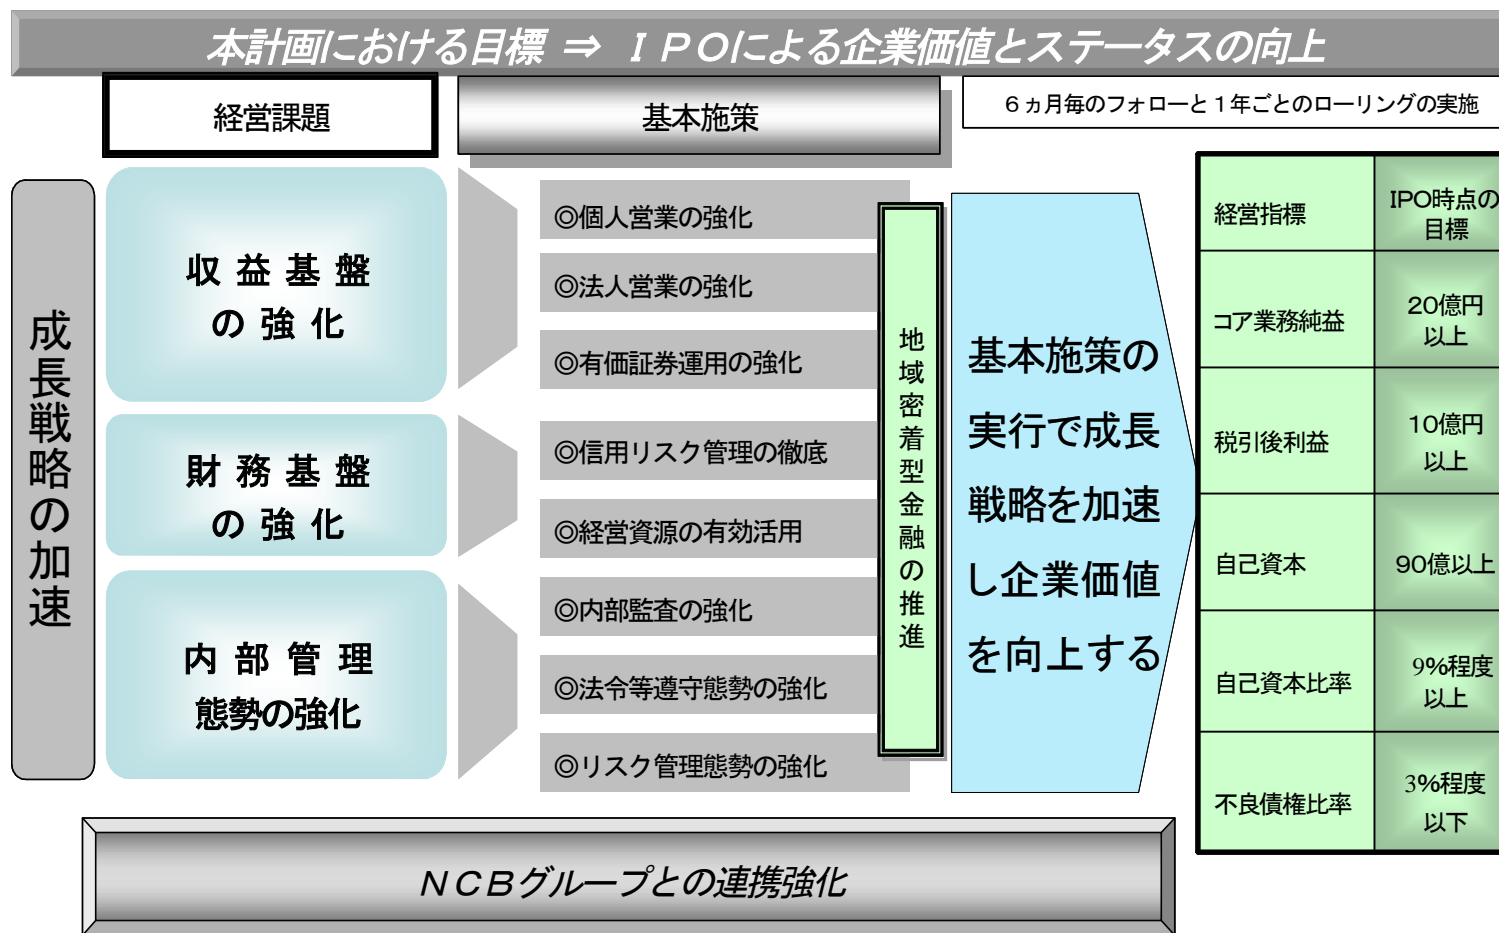 本計画における目標 ⇒ ＩＰＯによる企業価値とステータスの向上
経営課題
基本施策
６ヵ月毎のフォローと１年ごとのローリングの実施
成長戦略の加速
収益基盤
の強化
財務基盤
の強化
内部管理
態勢の強化
◎個人営業の強化
◎法人営業の強化
◎有価証券運用の強化
◎信用リスク管理の徹底
◎経営資源の有効活用
◎内部監査の強化
◎法令等遵守態勢の強化
◎リスク管理態勢の強化
地域密着型金融の推進
基本施策の
実行で成長
戦略を加速
し企業価値
を向上する
経営指標
IPO時点の
目標
コア業務純益
20億円
以上
税引後利益
10億円
以上
自己資本
90億以上
自己資本比率
9%程度
以上
不良債権比率
3%程度
以下
ＮＣＢグループとの連携強化